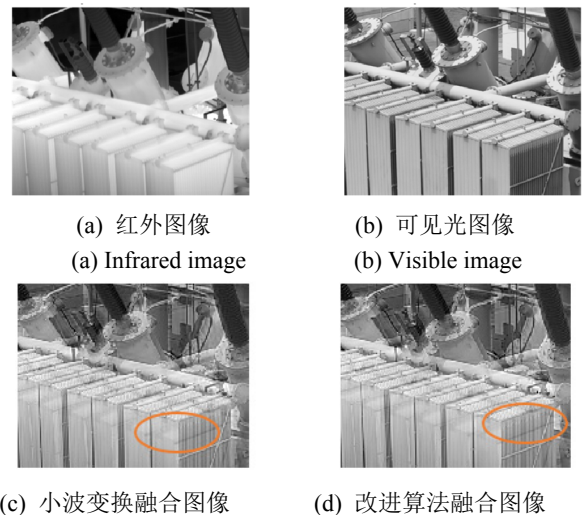 (a) 红外图像
(b) 可见光图像
(a) Infrared image
(b) Visible image
(c) 小波变换融合图像
(d) 改进算法融合图像